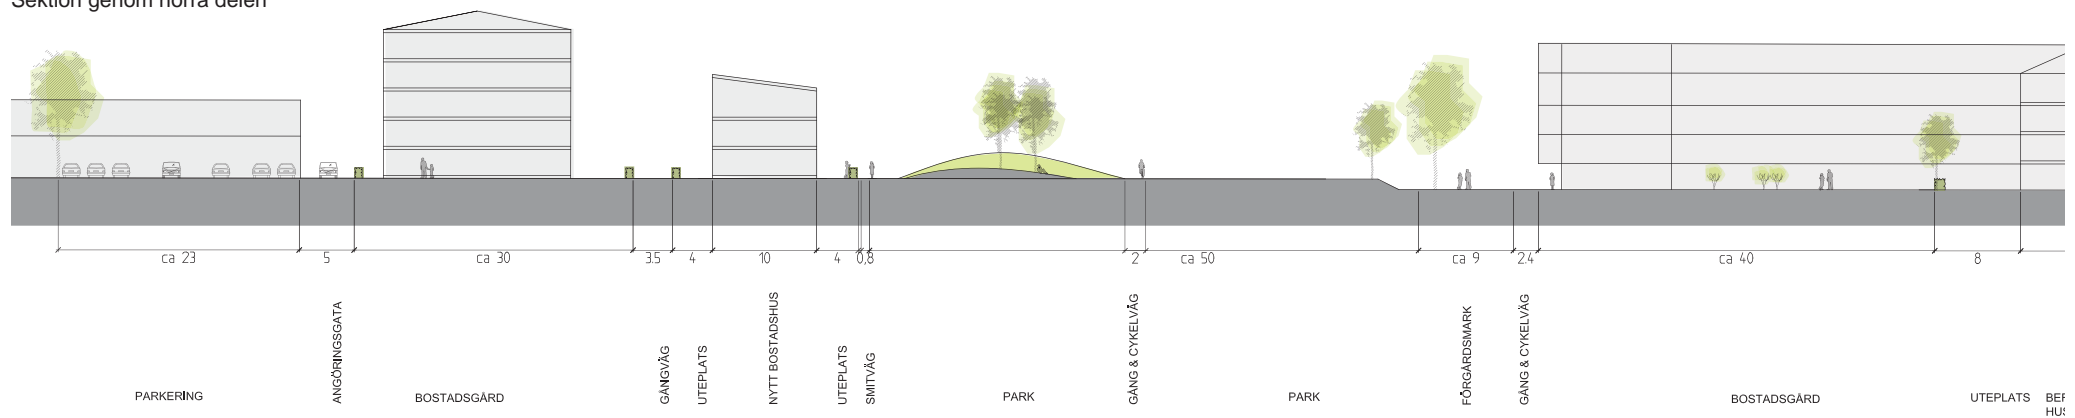 Sektion genom norra delen
ca 23
5
ca 30
3.5
4
10
4
0,8
2
ca 50
ca 9
2.4
ca 40
8
PARKERING
ANGÖRINGSGATA
BOSTADSGÅRD
GÅNGVÄG
UTEPLATS
NYTT BOSTADSHUS
UTEPLATS
SMITVÄG
PARK
GÅNG & CYKELVÄG
PARK
FÖRGÅRDSMARK
GÅNG & CYKELVÄG
BOSTADSGÅRD
UTEPLATS